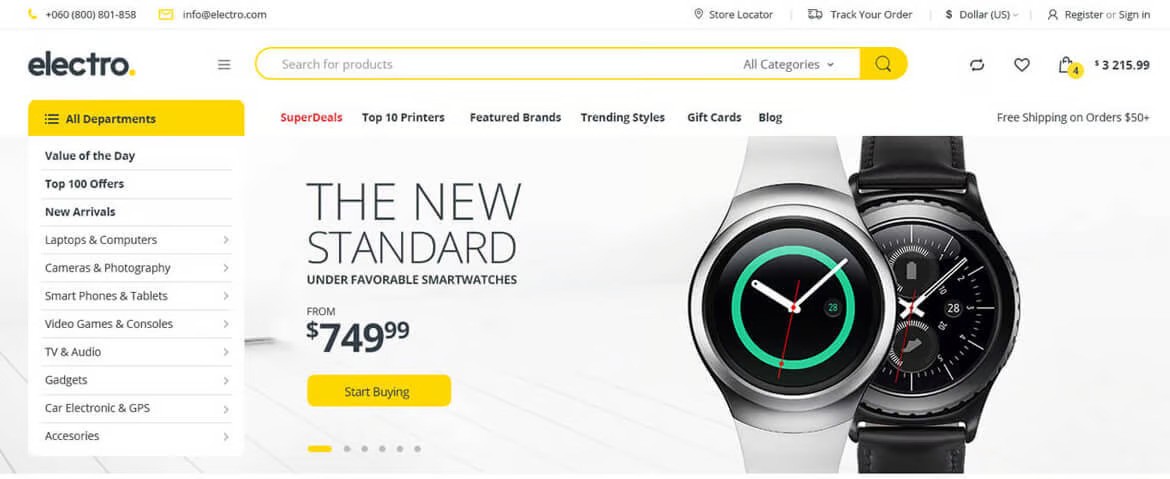 +060 (800) 801-858
info@electro.com
Store Locator
Track Your Order
$ Dollar (US)
Register or Sign in
electro.
Search for products
All Categories
4
$ 3 215.99
All Departments
SuperDeals
Top 10 Printers
Featured Brands
Trending Styles
Gift Cards
Blog
Free Shipping on Orders $50+
Value of the Day
Top 100 Offers
New Arrivals
Laptops & Computers
Cameras & Photography
Smart Phones & Tablets
Video Games & Consoles
TV & Audio
Gadgets
Car Electronic & GPS
Accesories
THE NEW
STANDARD
UNDER FAVORABLE SMARTWATCHES
FROM
$749 99
Start Buying
28
28